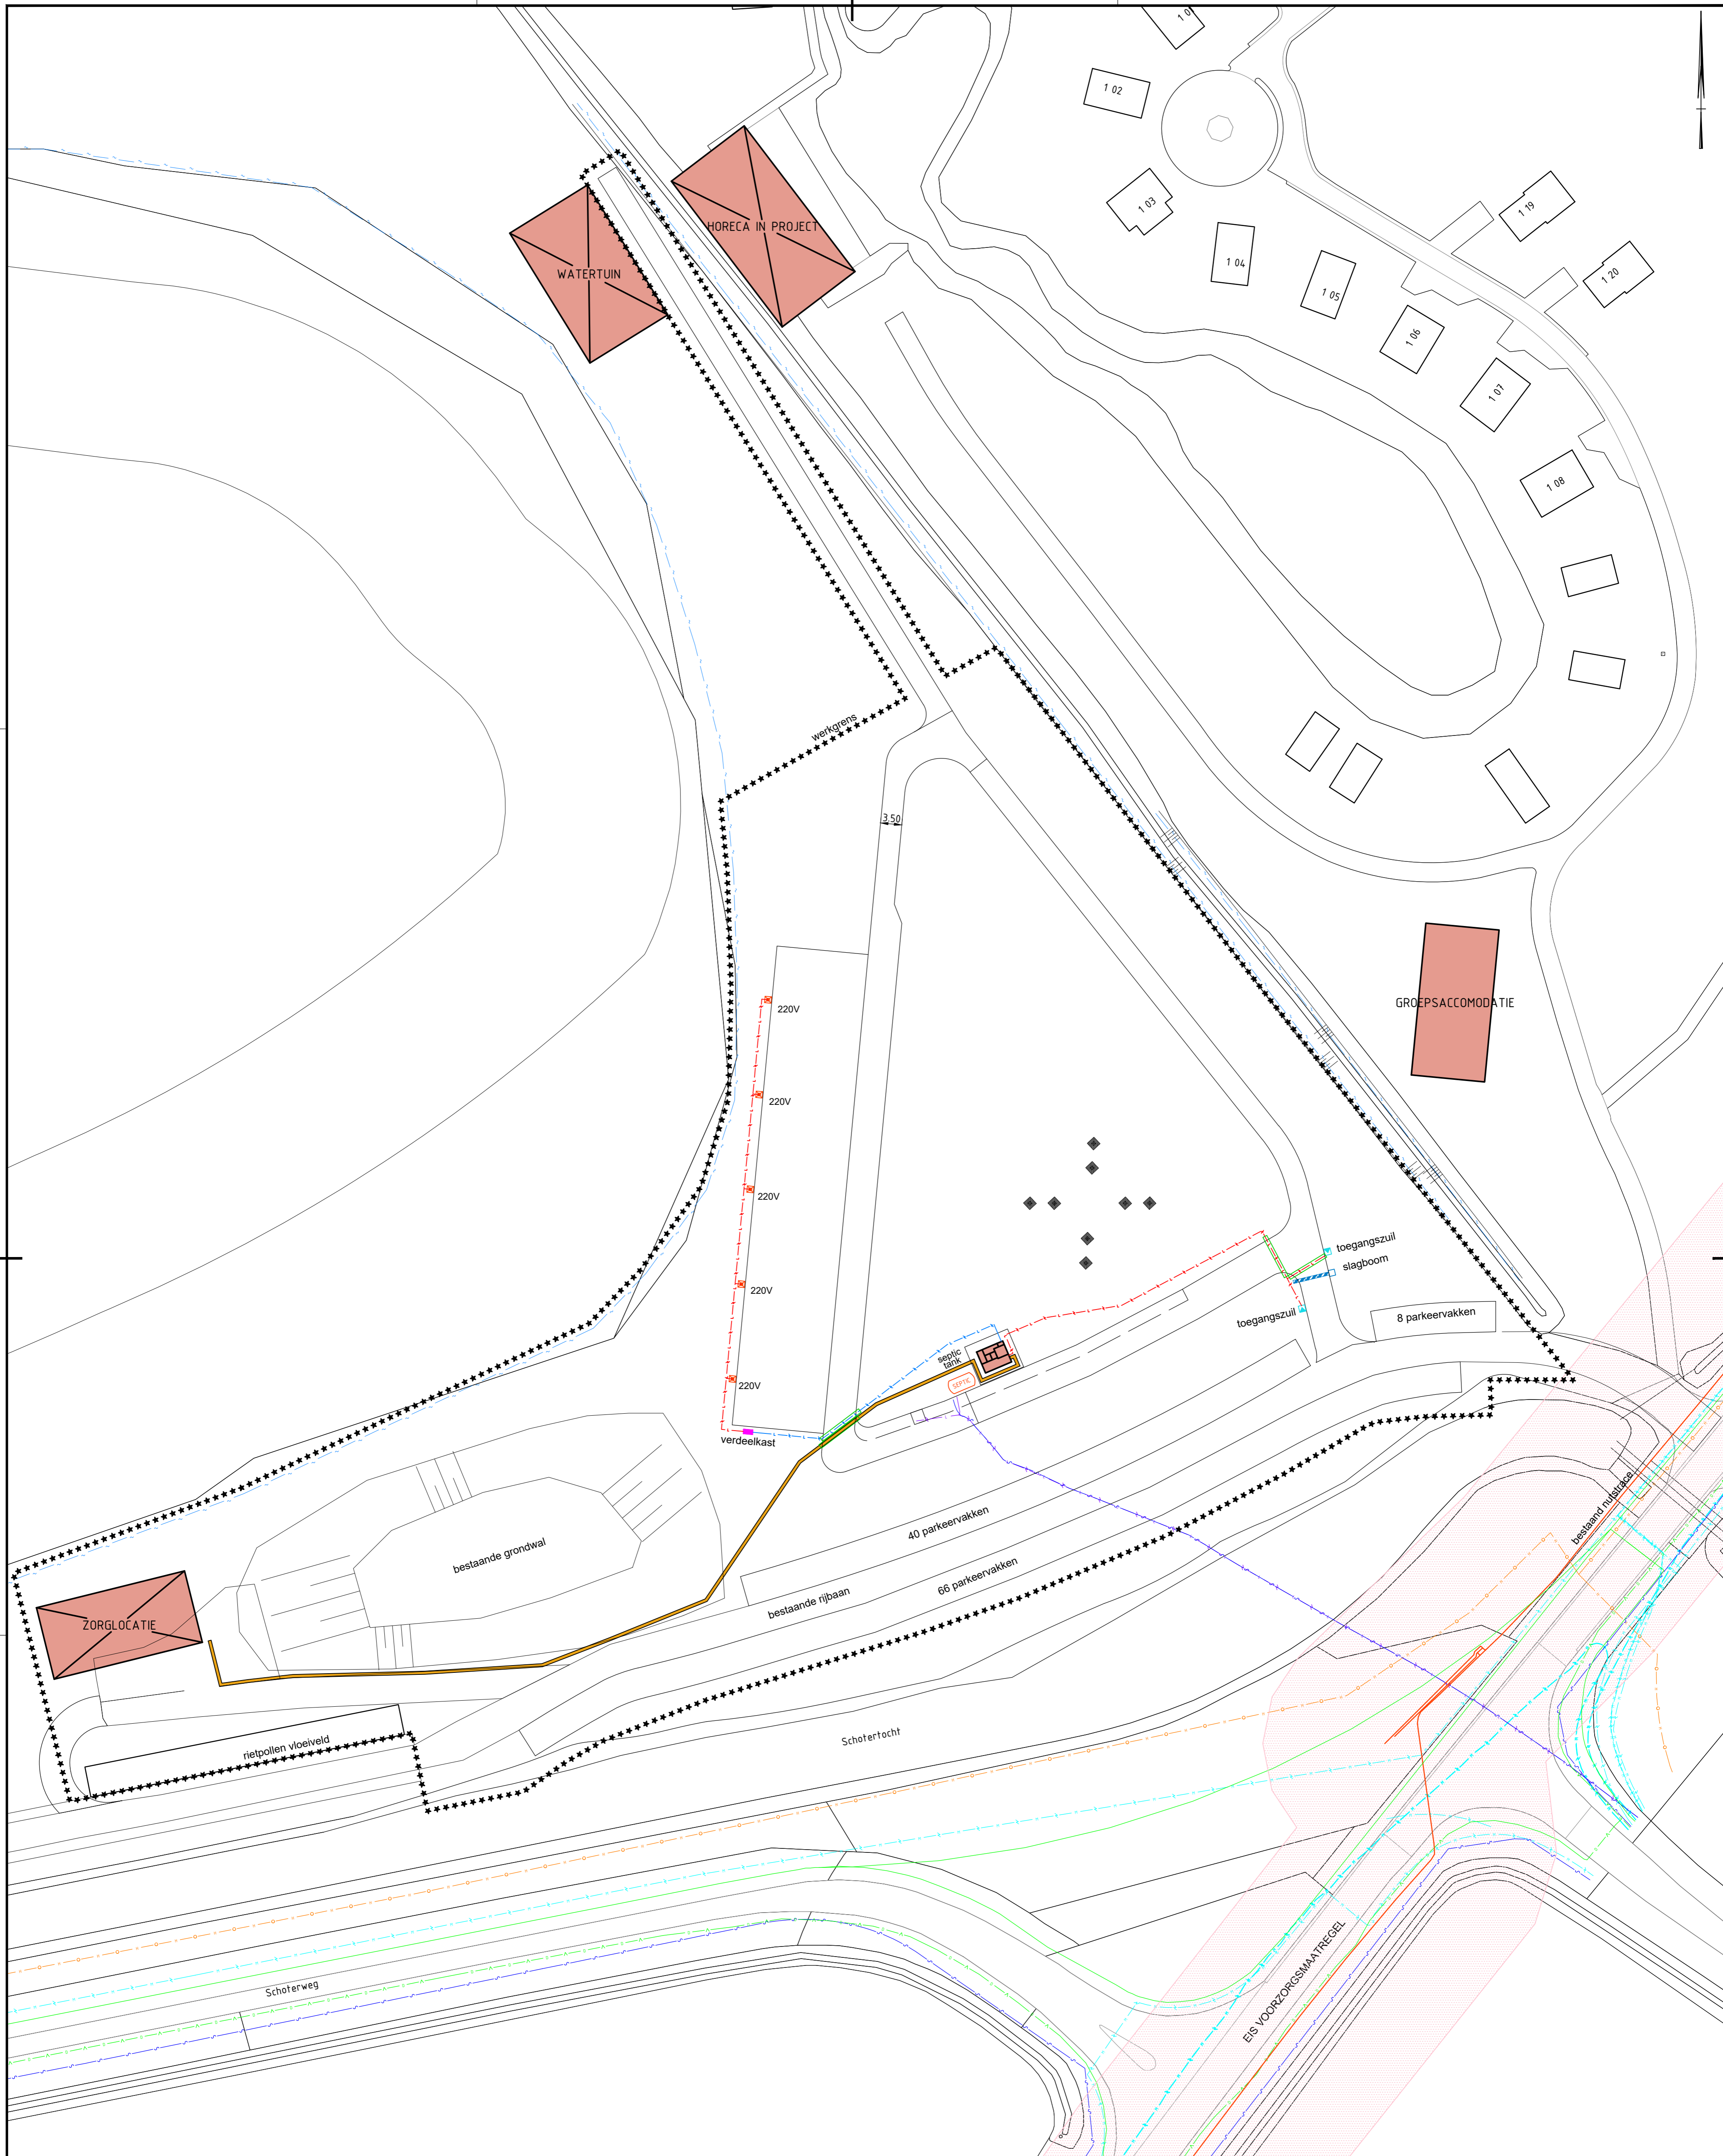 1 02
1 03
1 04
1 05
1 06
1 07
1 08
1 19
1 20
HORECA IN PROJECT
WATERTUIN
werkgrens
3.50
GROEPSACCOMODATIE
220V
220V
220V
220V
220V
toegangszuil
slagboom
toegangszuil
8 parkeervakken
septic
tank
SEPTIC
verdeelkast
bestaand nutstrace
40 parkeervakken
bestaande grondwal
66 parkeervakken
bestaande rijbaan
ZORGLOCATIE
rietpollen vloeiveld
Schotertocht
EIS VOORZORGSMAATREGEL
Schoterweg